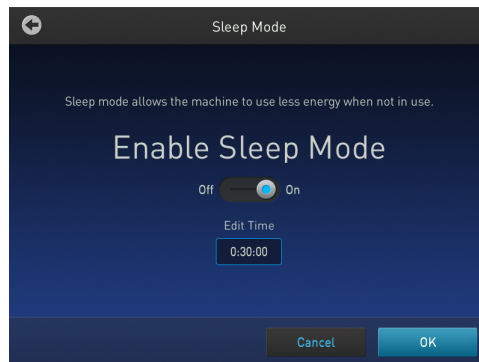 Sleep Mode
Sleep mode allows the machine to use less energy when not in use.
Enable Sleep Mode
Off On
Edit Time
0:30:00
Cancel OK